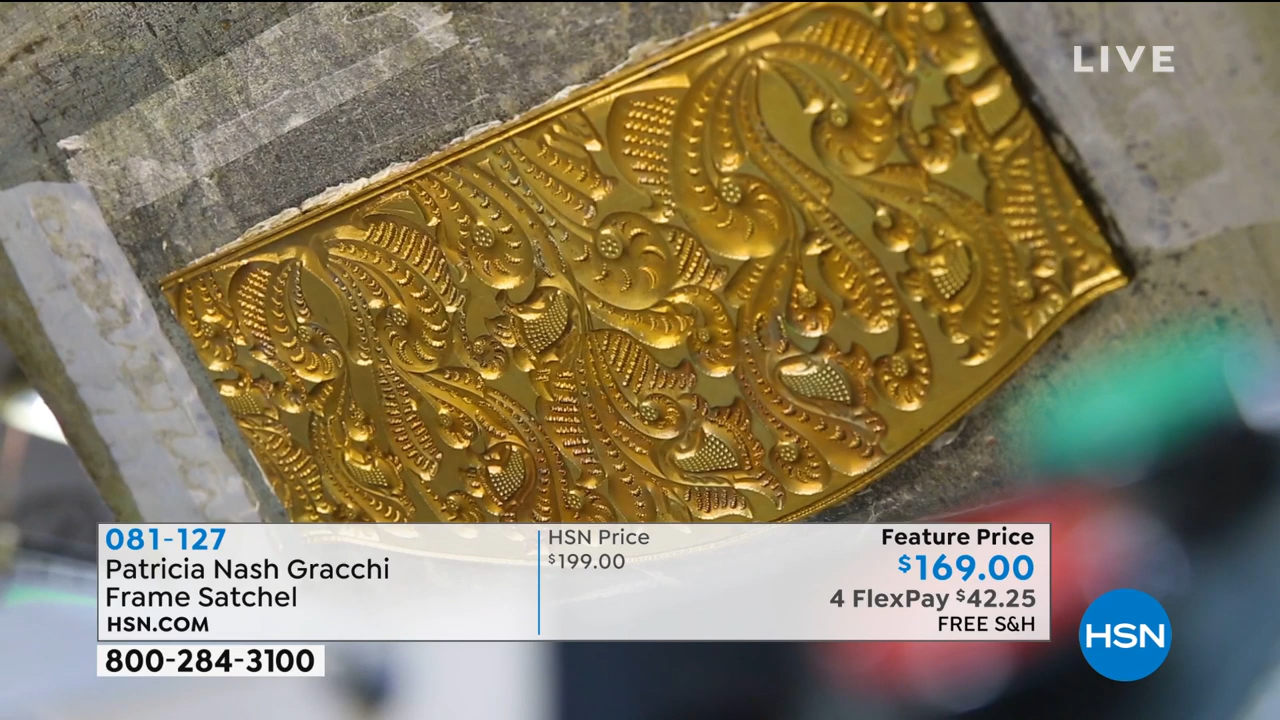 LIVE
081-127
Patricia Nash Gracchi
Frame Satchel
HSN.COM
HSN Price
$199.00
Feature Price
$169.00
4 FlexPay $42.25
FREE S&H
800-284-3100
HSN